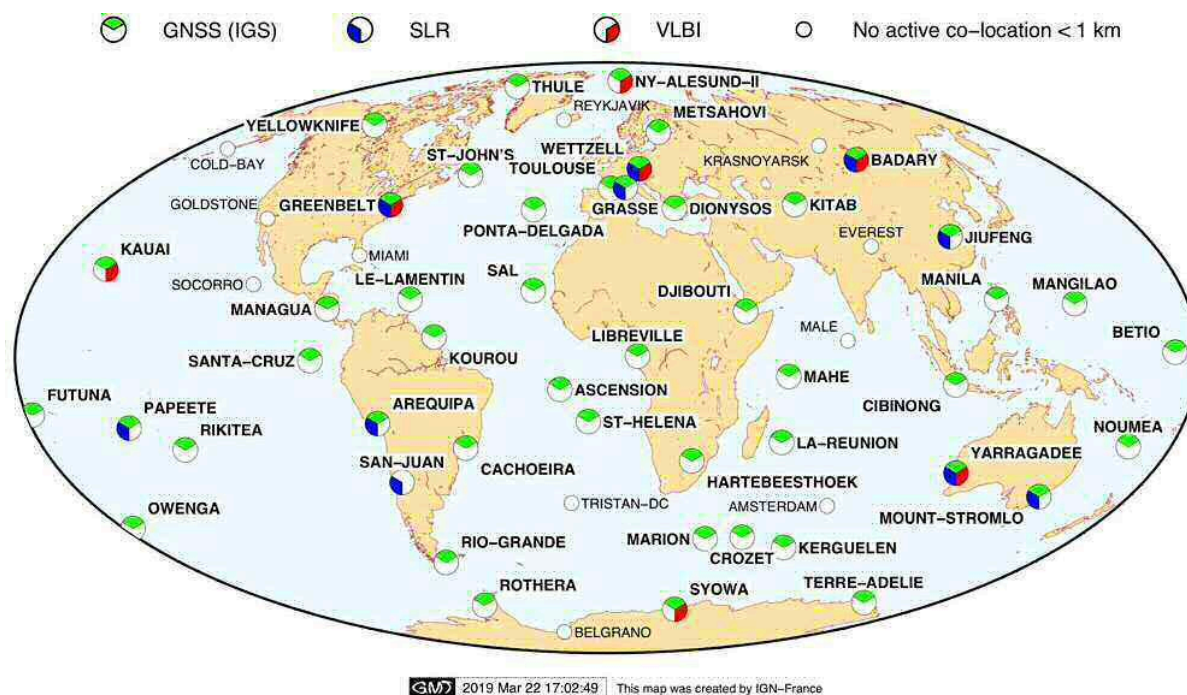 GNSS (IGS)
SLR
VLBI
No active co-location < 1 km
THULE
NY-ALESUND-II
REYKJAVIK
METSAHOVI
YELLOWKNIFE
COLD-BAY
ST-JOHN'S
WETTZELL
KRASNOYARSK
BADARY
TOULOUSE
GOLDSTONE
GREENBELT
GRASSE
DIONYSOS
KITAB
PONTA-DELGADA
EVEREST
JIUFENG
KAUAI
MIAMI
SOCORRO
LE-LAMENTIN
SAL
MANILA
MANGILAO
MANAGUA
DJIBOUTI
MALE
BETIO
LIBREVILLE
SANTA-CRUZ
KOUROU
MAHE
FUTUNA
ASCENSION
PAPEETE
AREQUIPA
CIBINONG
RIKITEA
ST-HELENA
NOUMEA
LA-REUNION
YARRAGADEE
SAN-JUAN
CACHOEIRA
HARTEBEESTHOEK
OWENGA
TRISTAN-DC
AMSTERDAM
MOUNT-STROMLO
RIO-GRANDE
MARION
CROZET
KERGUELEN
ROTHERA
SYOWA
TERRE-ADELIE
BELGRANO
GMT 2019 Mar 22 17:02:49 This map was created by IGN-France